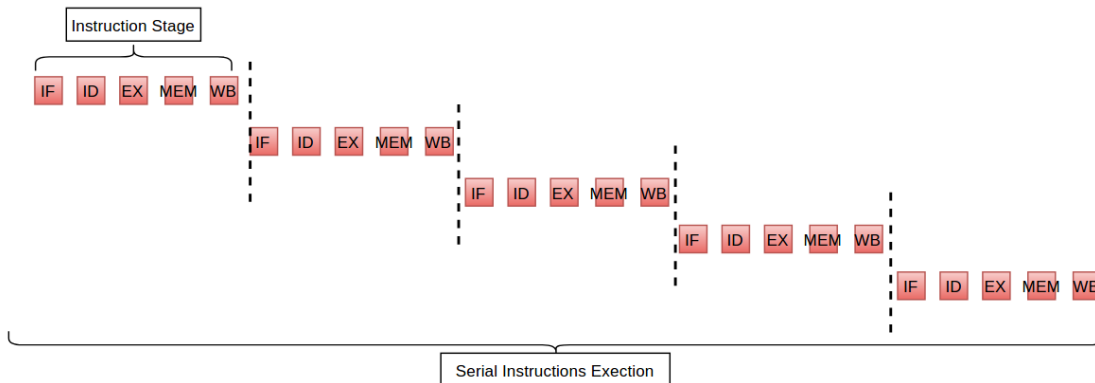 Instruction Stage
IF ID EX MEM WB
IF ID EX MEM WB
IF ID EX MEM WB
IF ID EX MEM WB
IF ID EX MEM WB
Serial Instructions Exection